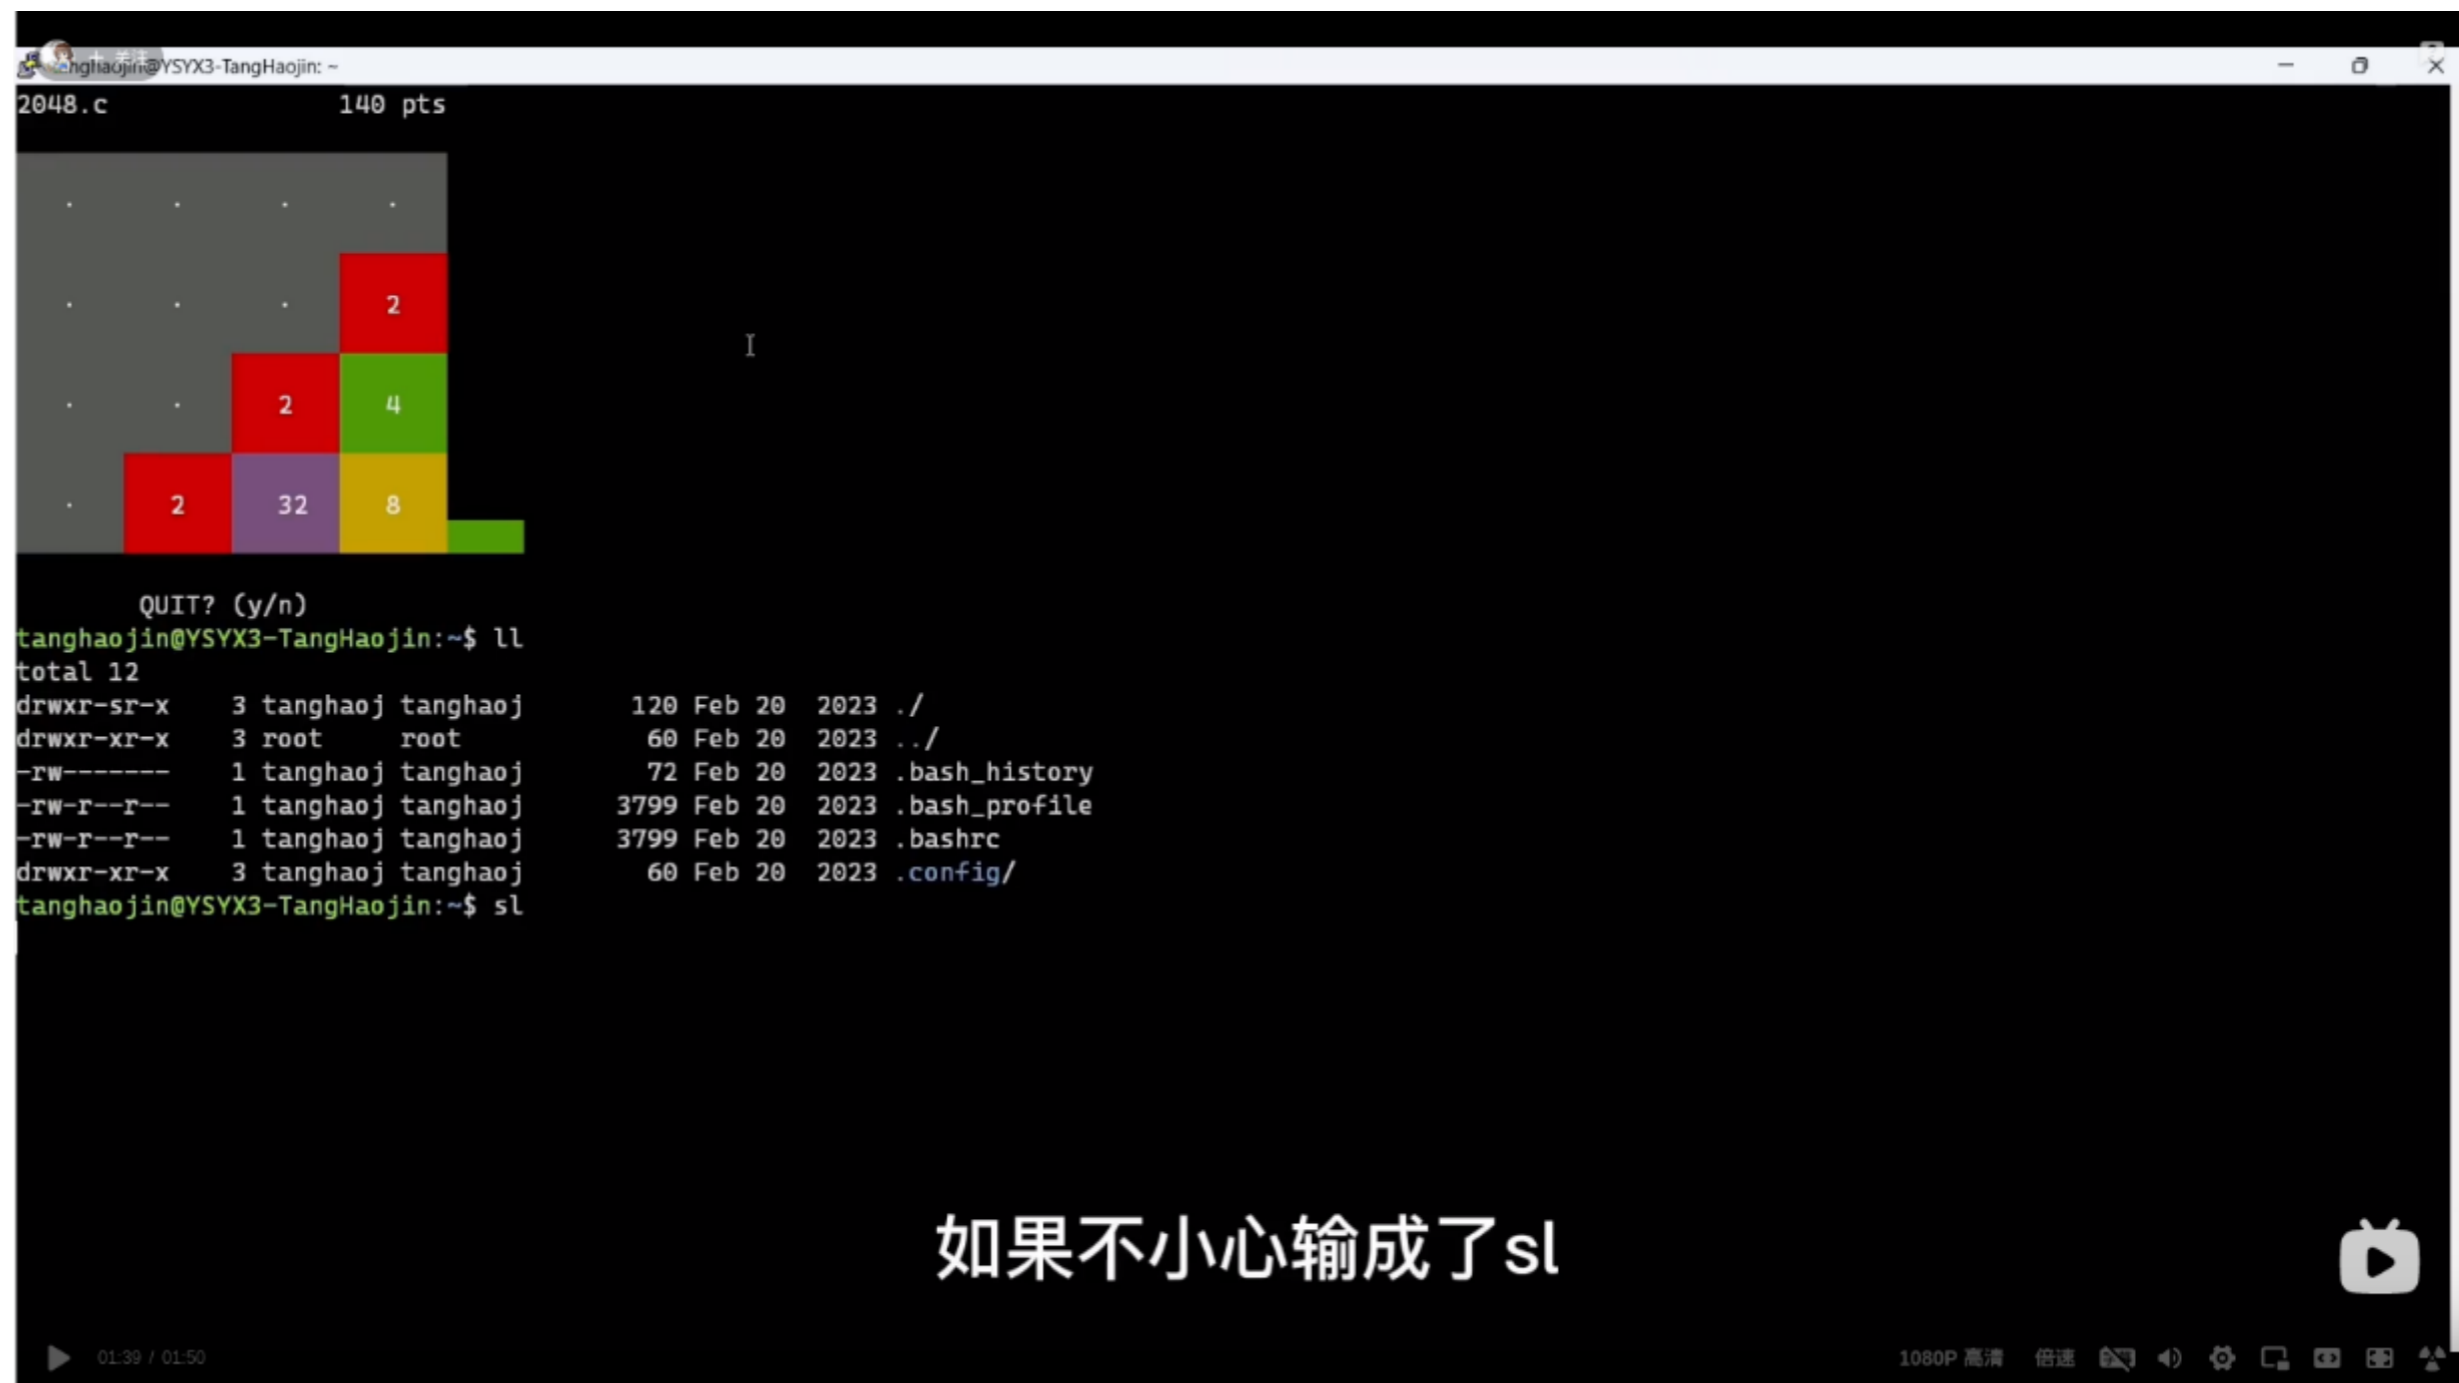 nghaojin@YSYX3-TangHaojin: ~
2048.c 140 pts
. . . .
. . . 2
. . 2 4
. 2 32 8
QUIT? (y/n)
tanghaojin@YSYX3-TangHaojin:~$ ll
total 12
drwxr-sr-x 3 tanghaoj tanghaoj 120 Feb 20 2023 ./
drwxr-xr-x 3 root root 60 Feb 20 2023 ../
-rw------- 1 tanghaoj tanghaoj 72 Feb 20 2023 .bash_history
-rw-r--r-- 1 tanghaoj tanghaoj 3799 Feb 20 2023 .bash_profile
-rw-r--r-- 1 tanghaoj tanghaoj 3799 Feb 20 2023 .bashrc
drwxr-xr-x 3 tanghaoj tanghaoj 60 Feb 20 2023 .config/
tanghaojin@YSYX3-TangHaojin:~$ sl
如果不小心输成了sl
01:39 / 01:50
1080P 高清 倍速